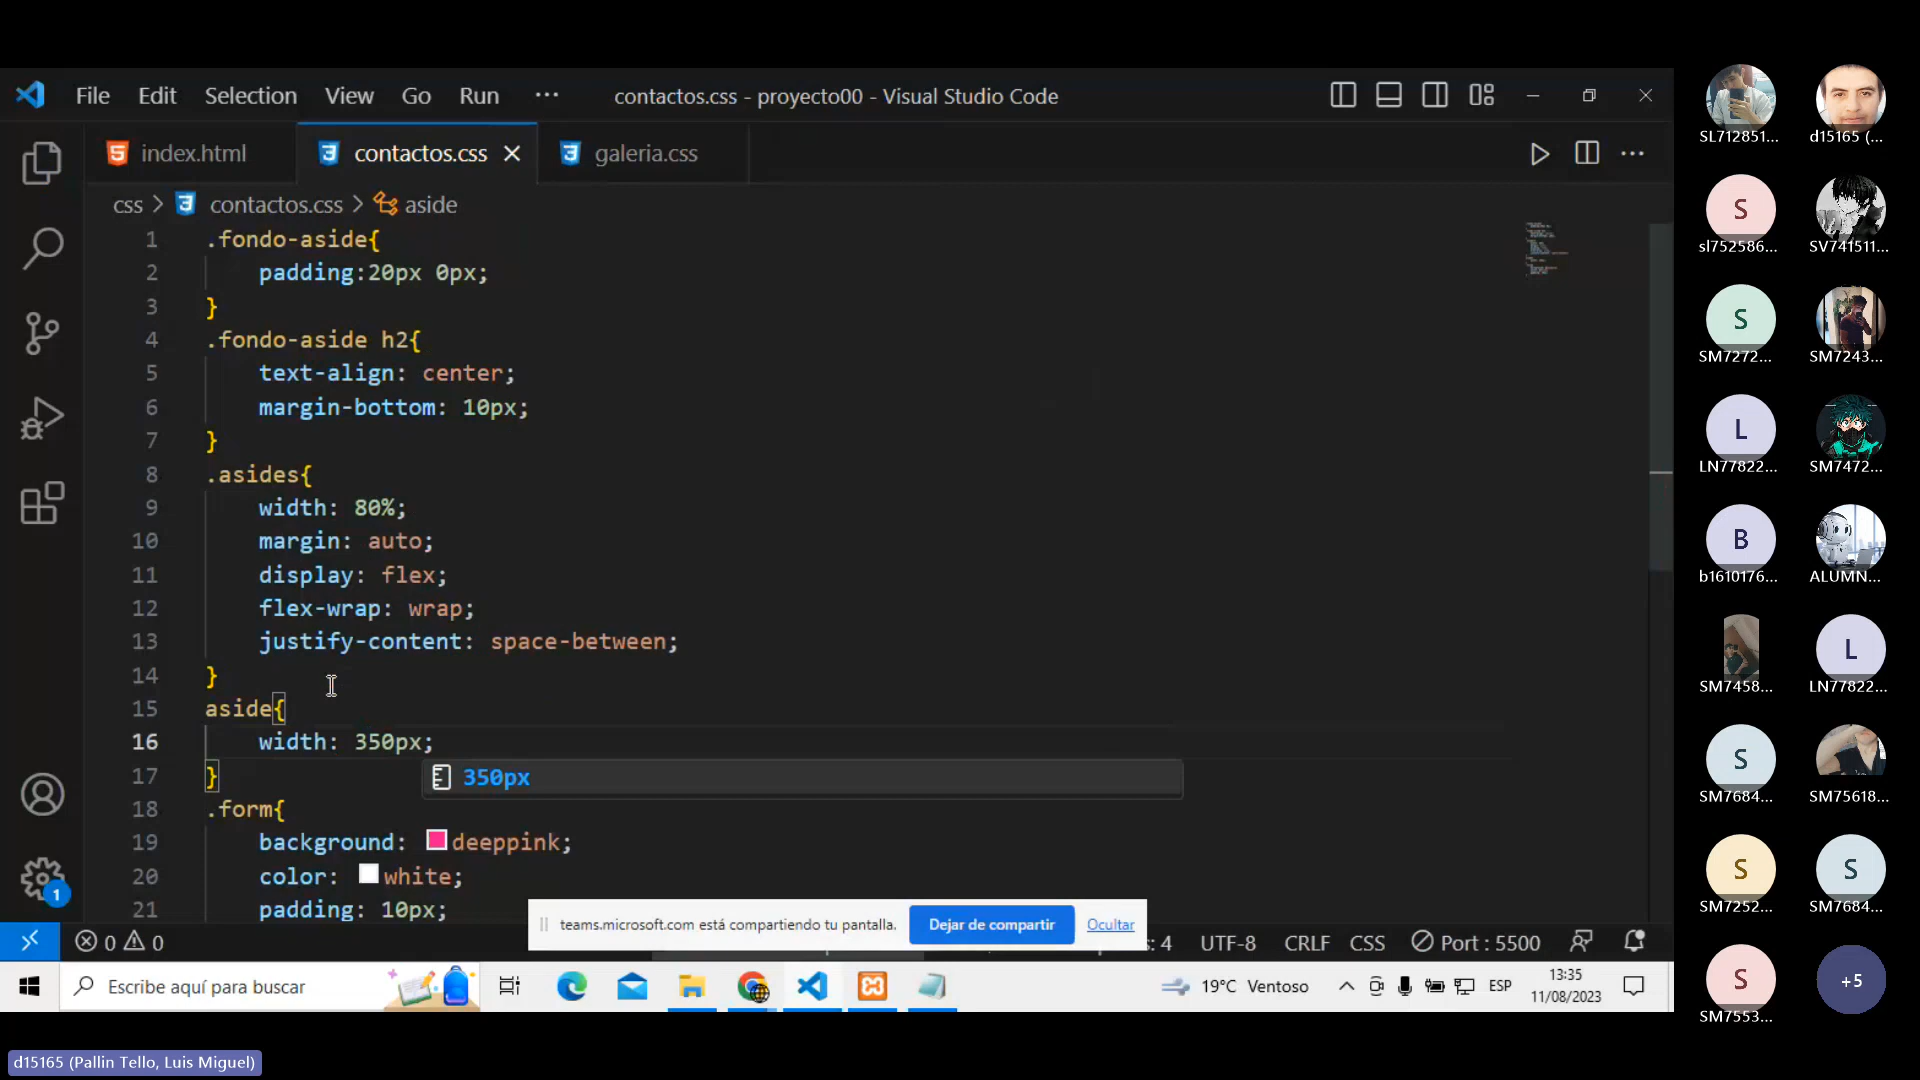 File Edit Selection View Go Run ··· contactos.css - proyecto00 - Visual Studio Code
index.html contactos.css galeria.css
css > contactos.css > aside
1 .fondo-aside{
2 padding:20px 0px;
3 }
4 .fondo-aside h2{
5 text-align: center;
6 margin-bottom: 10px;
7 }
8 .asides{
9 width: 80%;
10 margin: auto;
11 display: flex;
12 flex-wrap: wrap;
13 justify-content: space-between;
14 }
15 aside{
16 width: 350px;
17 }
350px
18 .form{
19 background: deeppink;
20 color: white;
21 padding: 10px;
teams.microsoft.com está compartiendo tu pantalla. Dejar de compartir Ocultar
1
0 0 : 4 UTF-8 CRLF CSS Port : 5500
Escribe aquí para buscar 19°C Ventoso ESP 13:35
11/08/2023
d15165 (Pallin Tello, Luis Miguel)
SL712851... d15165 (...
S
sl752586... SV741511...
S
SM7272... SM7243...
L
LN77822... SM7472...
B
b1610176... ALUMN...
L
SM7458... LN77822...
S
SM7684... SM75618...
S S
SM7252... SM7684...
S +5
SM7553...